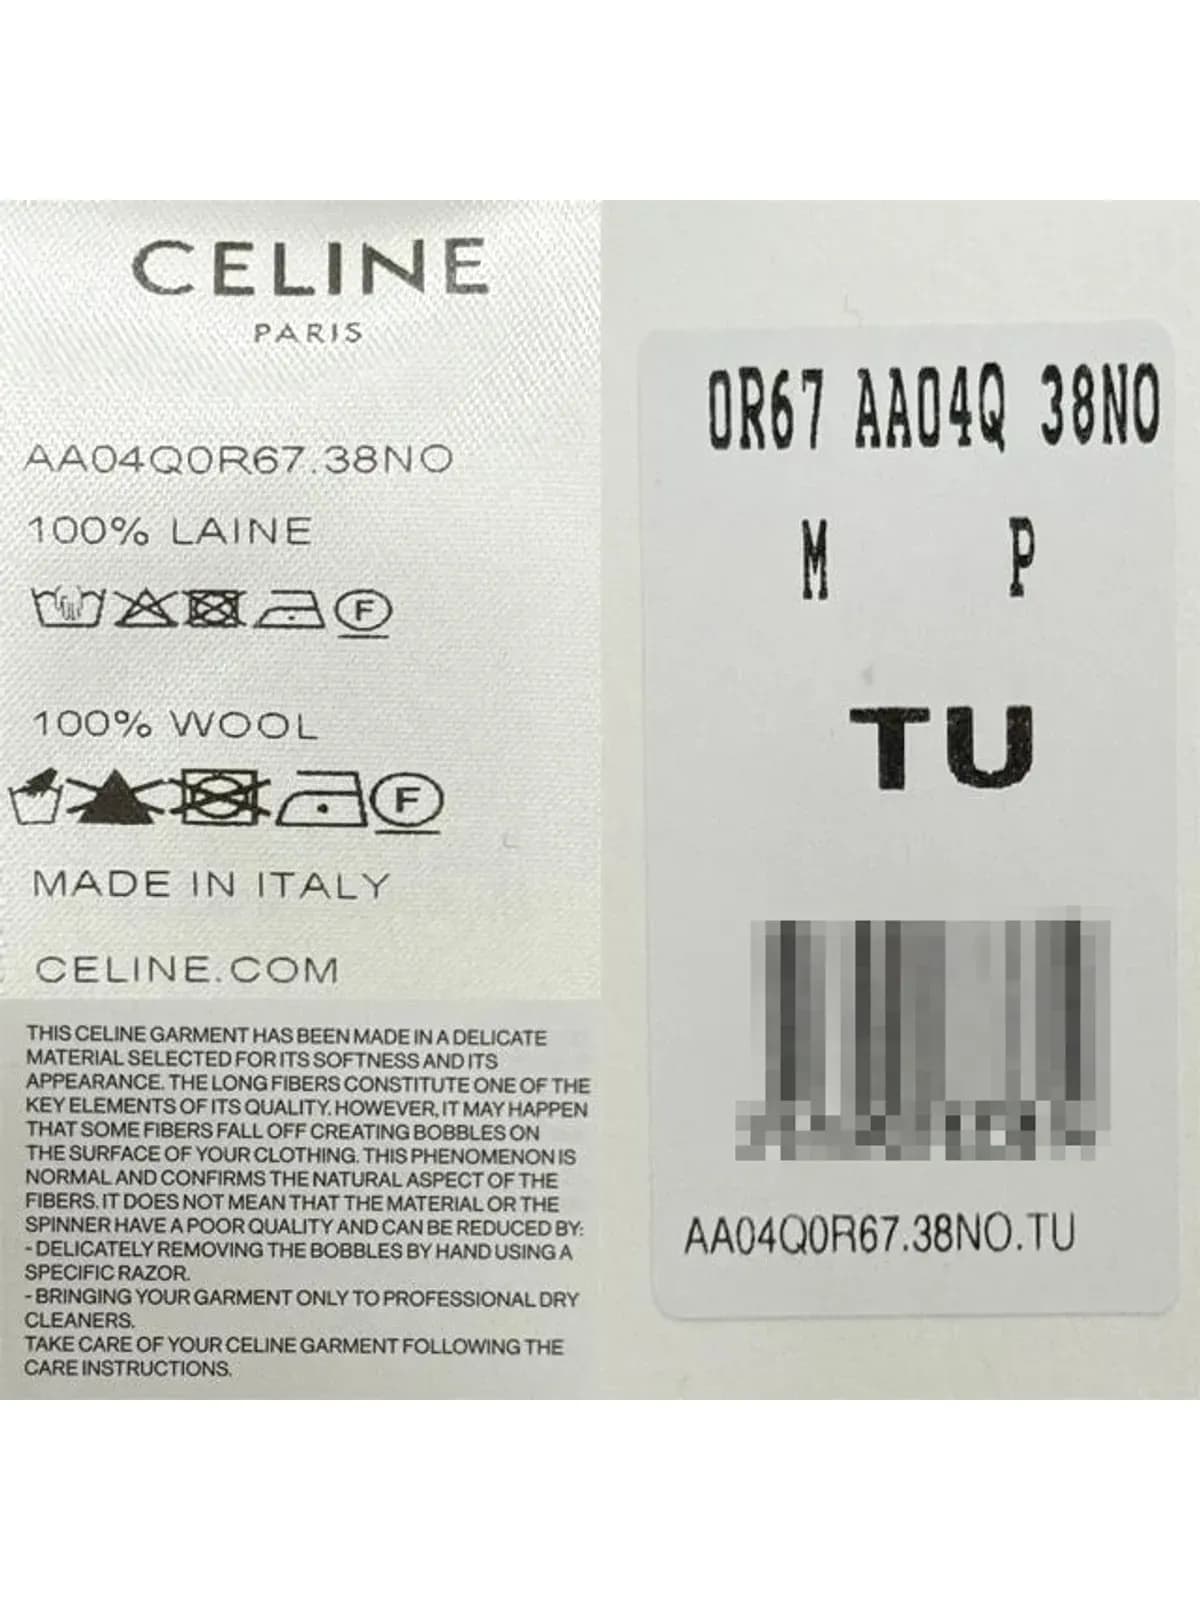 CELINE
PARIS
AA04Q0R67.38NO
100% LAINE
F
100% WOOL
F
MADE IN ITALY
CELINE.COM
THIS CELINE GARMENT HAS BEEN MADE IN A DELICATE
MATERIAL SELECTED FOR ITS SOFTNESS AND ITS
APPEARANCE. THE LONG FIBERS CONSTITUTE ONE OF THE
KEY ELEMENTS OF ITS QUALITY. HOWEVER, IT MAY HAPPEN
THAT SOME FIBERS FALL OFF CREATING BOBBLES ON
THE SURFACE OF YOUR CLOTHING. THIS PHENOMENON IS
NORMAL AND CONFIRMS THE NATURAL ASPECT OF THE
FIBERS. IT DOES NOT MEAN THAT THE MATERIAL OR THE
SPINNER HAVE A POOR QUALITY AND CAN BE REDUCED BY:
- DELICATELY REMOVING THE BOBBLES BY HAND USING A
SPECIFIC RAZOR.
- BRINGING YOUR GARMENT ONLY TO PROFESSIONAL DRY
CLEANERS.
TAKE CARE OF YOUR CELINE GARMENT FOLLOWING THE
CARE INSTRUCTIONS.
0R67 AA04Q 38NO
M P
TU
AA04Q0R67.38NO.TU